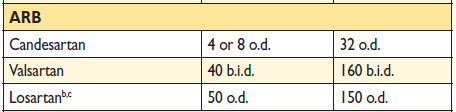 ARB
Candesartan 4 or 8 o.d. 32 o.d.
Valsartan 40 b.i.d. 160 b.i.d.
Losartanb,c 50 o.d. 150 o.d.